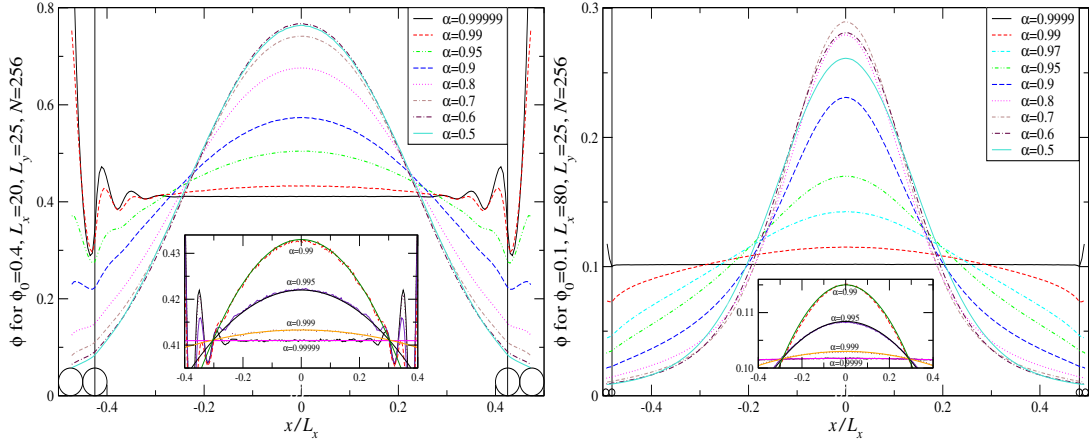 ϕ for ϕ₀=0.4, Lₓ=20, L_y=25, N=256
0.8
0.6
0.4
0.2
0
α=0.99999
α=0.99
α=0.95
α=0.9
α=0.8
α=0.7
α=0.6
α=0.5
0.43
0.42
0.41
α=0.99
α=0.995
α=0.999
α=0.99999
-0.4 -0.2 0 0.2 0.4
-0.4 -0.2 0 0.2 0.4
x/Lₓ
ϕ for ϕ₀=0.1, Lₓ=80, L_y=25, N=256
0.3
0.2
0.1
0
α=0.9999
α=0.99
α=0.97
α=0.95
α=0.9
α=0.8
α=0.7
α=0.6
α=0.5
0.11
0.10
α=0.99
α=0.995
α=0.999
α=0.9999
-0.4 -0.2 0 0.2 0.4
-0.4 -0.2 0 0.2 0.4
x/Lₓ